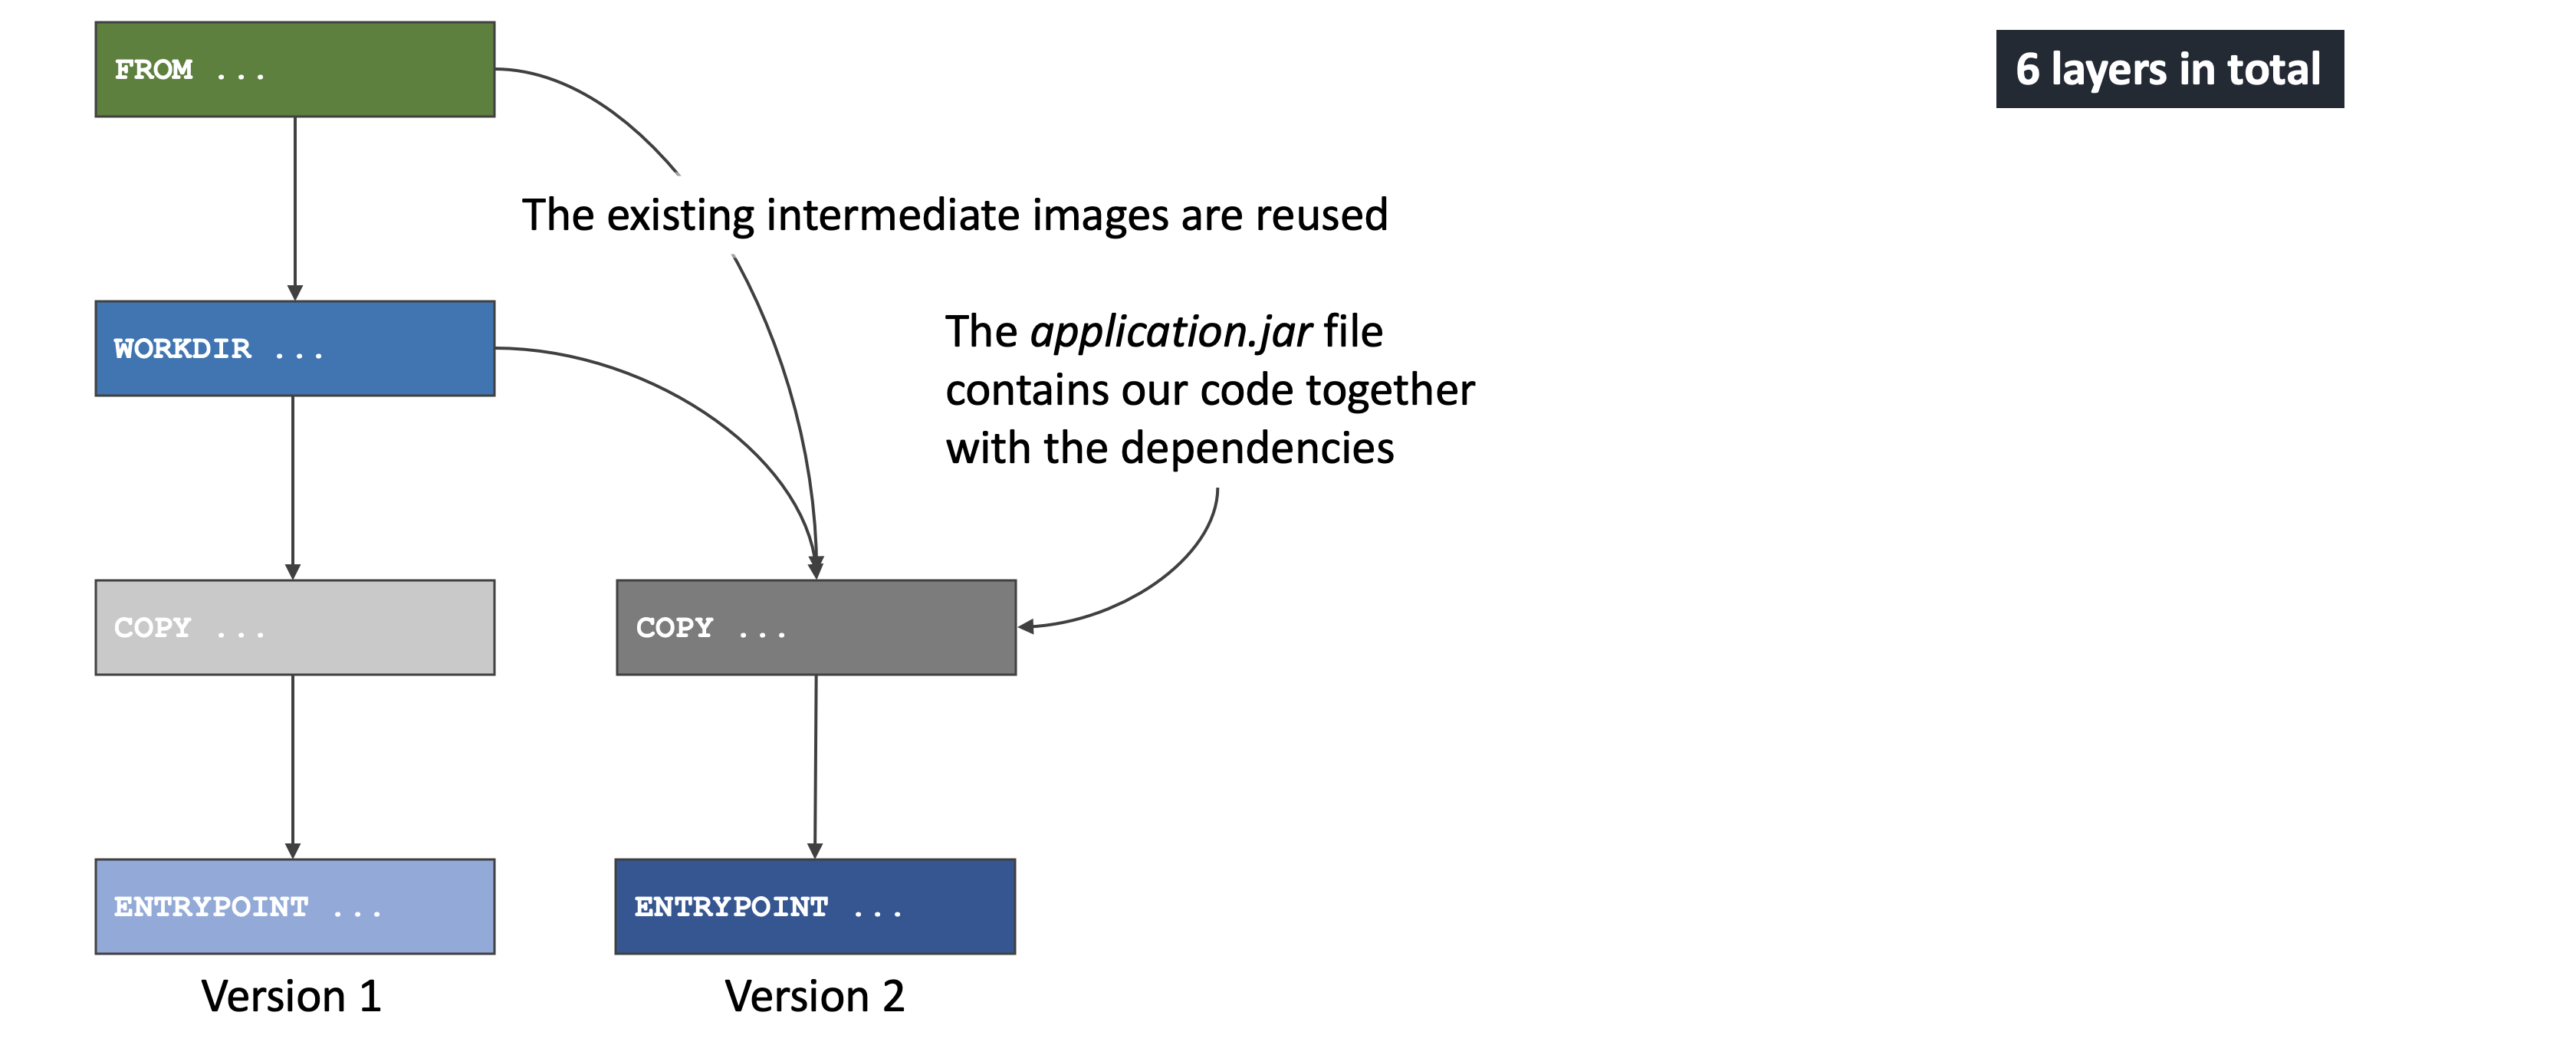 FROM ...
6 layers in total
The existing intermediate images are reused
WORKDIR ...
The application.jar file
contains our code together
with the dependencies
COPY ...
COPY ...
ENTRYPOINT ...
ENTRYPOINT ...
Version 1
Version 2